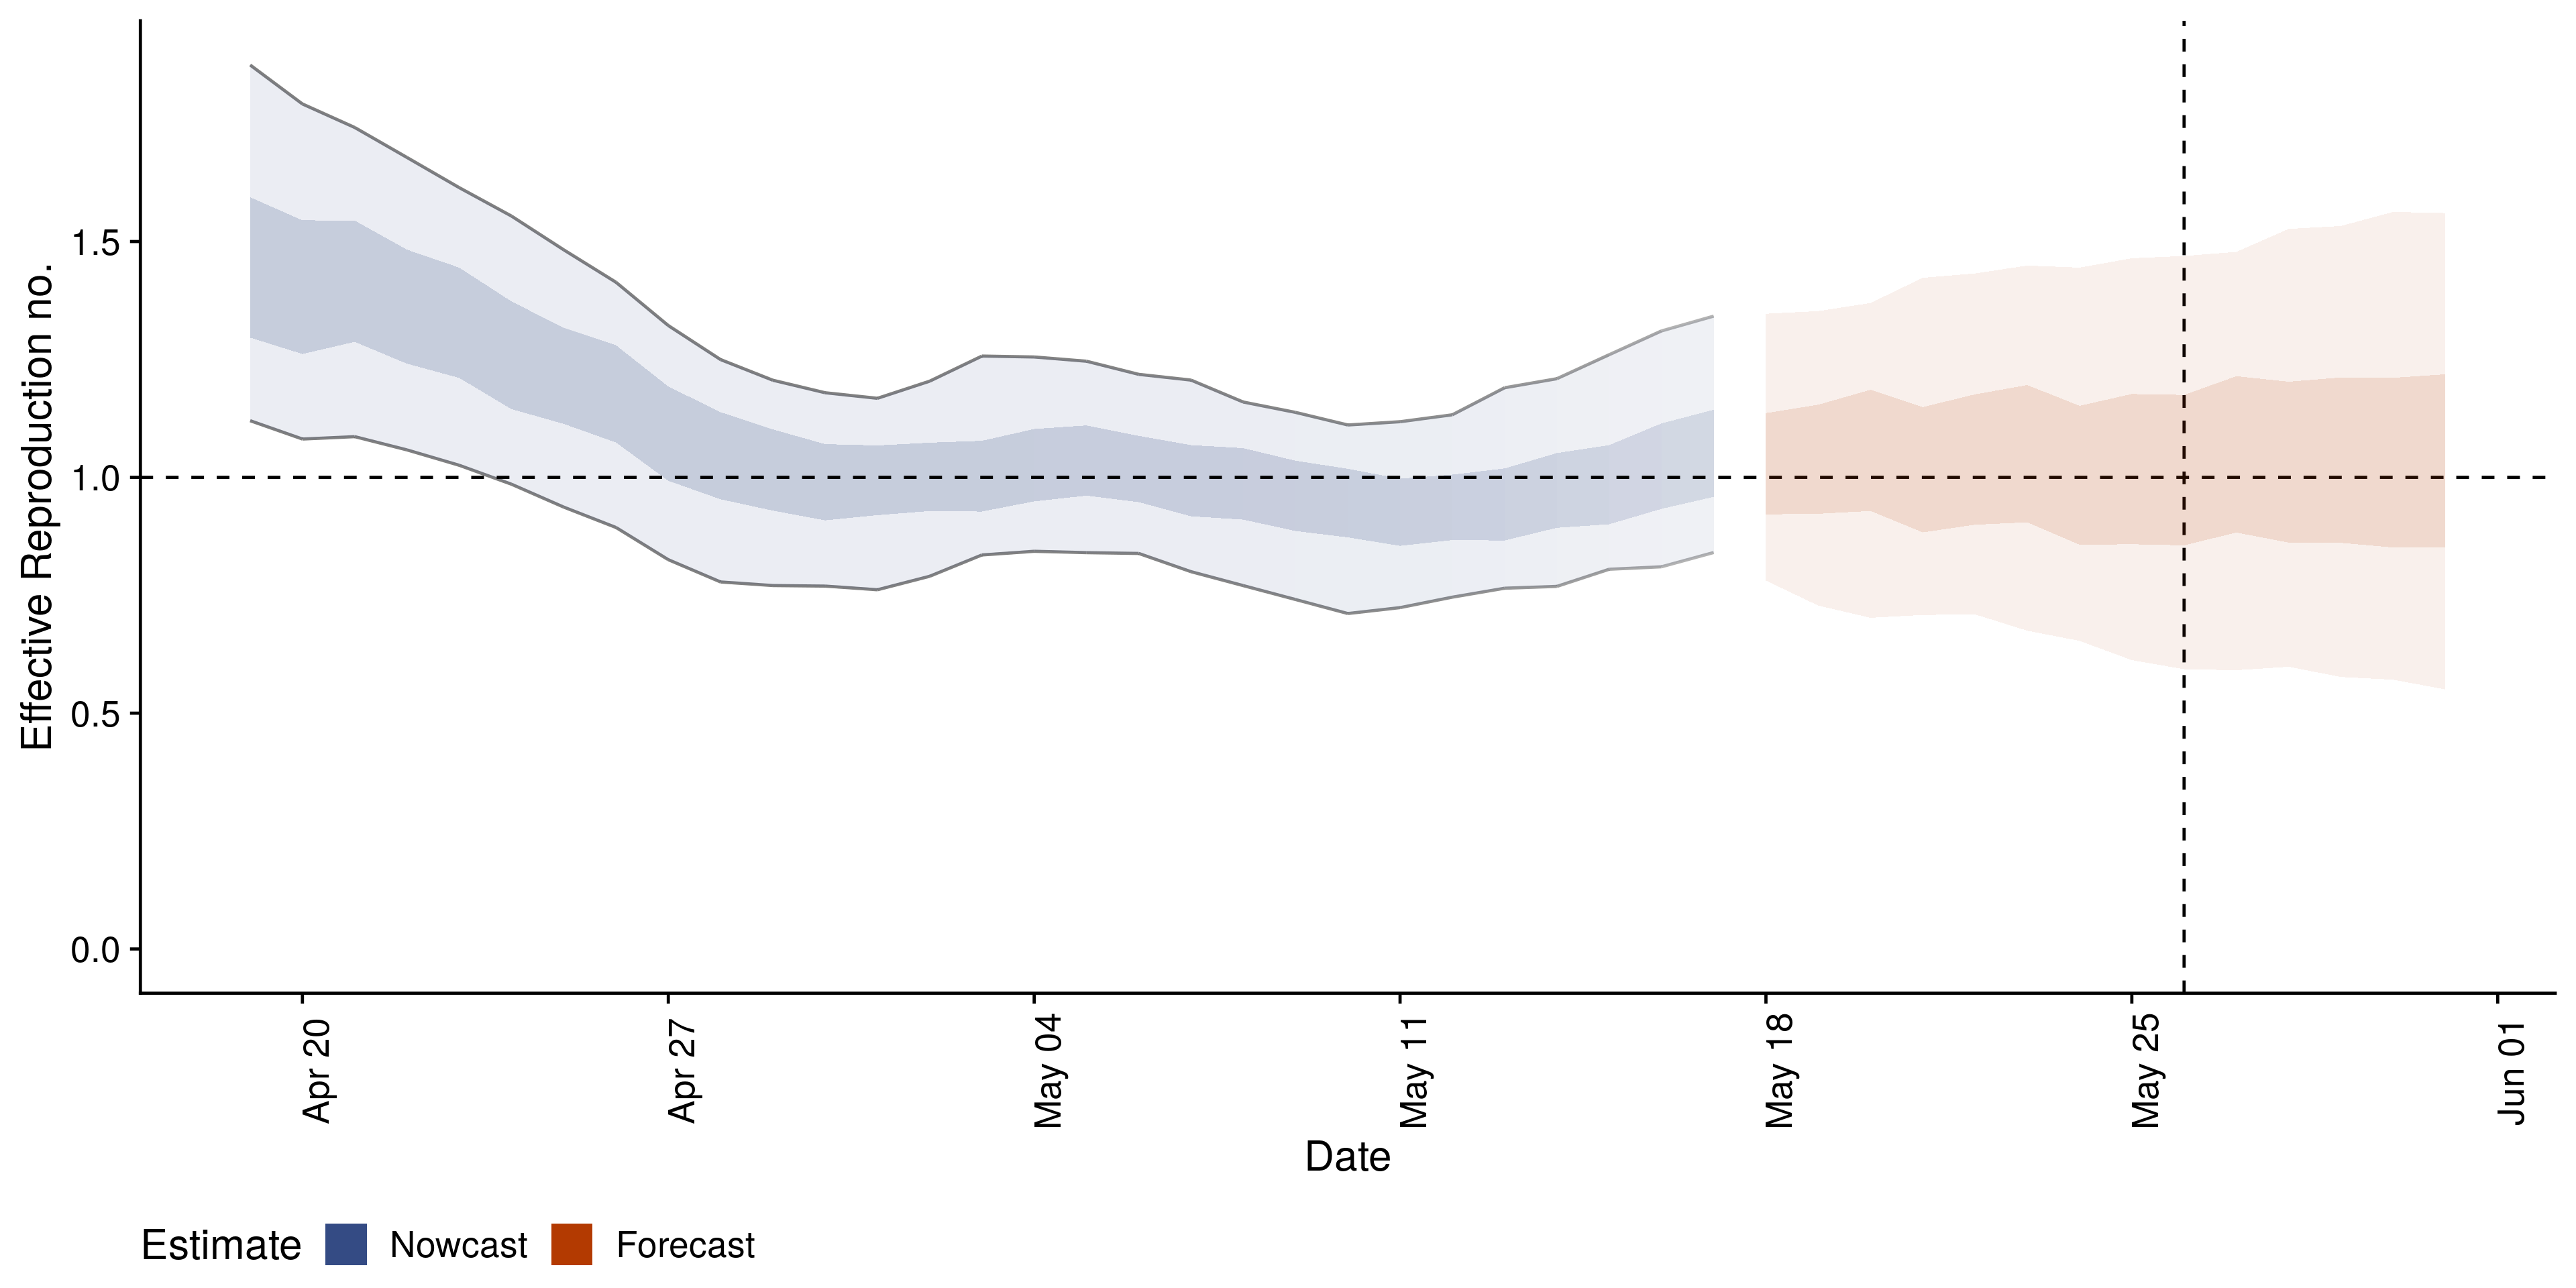 Effective Reproduction no.
1.5
1.0
0.5
0.0
Apr 20
Apr 27
May 04
May 11
May 18
May 25
Jun 01
Date
Estimate Nowcast Forecast